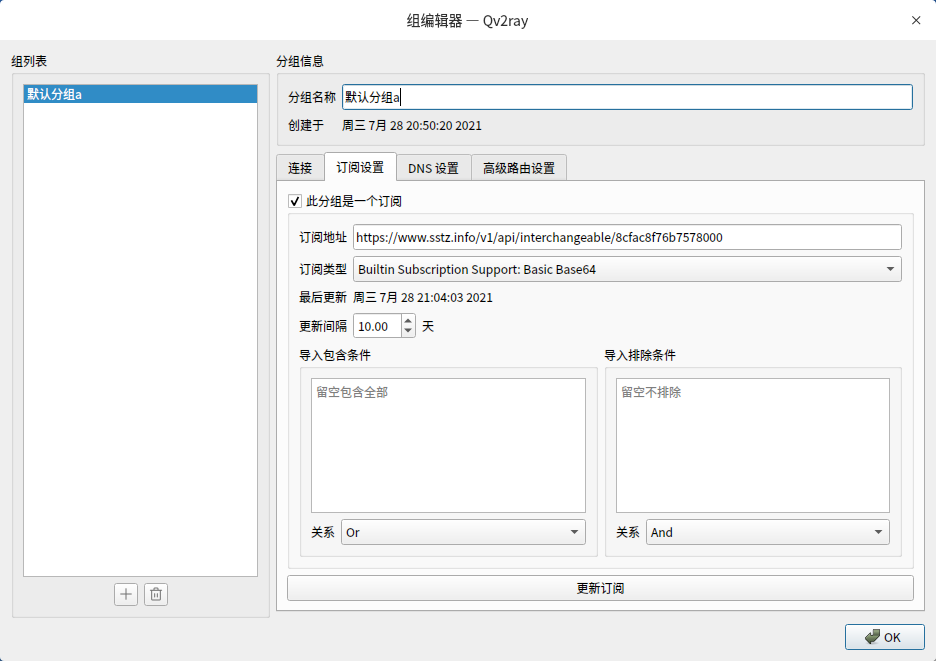 组编辑器 — Qv2ray
组列表
默认分组a
分组信息
分组名称 默认分组a
创建于 周三 7月 28 20:50:20 2021
连接 订阅设置 DNS 设置 高级路由设置
此分组是一个订阅
订阅地址 https://www.sstz.info/v1/api/interchangeable/8cfac8f76b7578000
订阅类型 Builtin Subscription Support: Basic Base64
最后更新 周三 7月 28 21:04:03 2021
更新间隔 10.00 天
导入包含条件 导入排除条件
留空包含全部 留空不排除
关系 Or 关系 And
更新订阅
OK